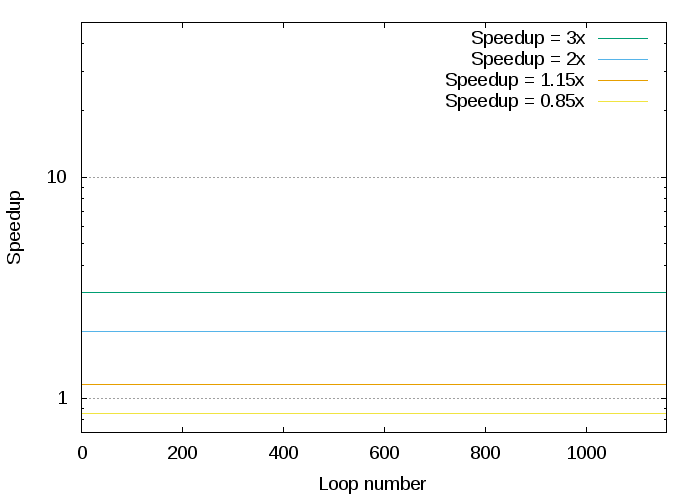 Speedup = 3x
Speedup = 2x
Speedup = 1.15x
Speedup = 0.85x
10
Speedup
1
0 200 400 600 800 1000
Loop number